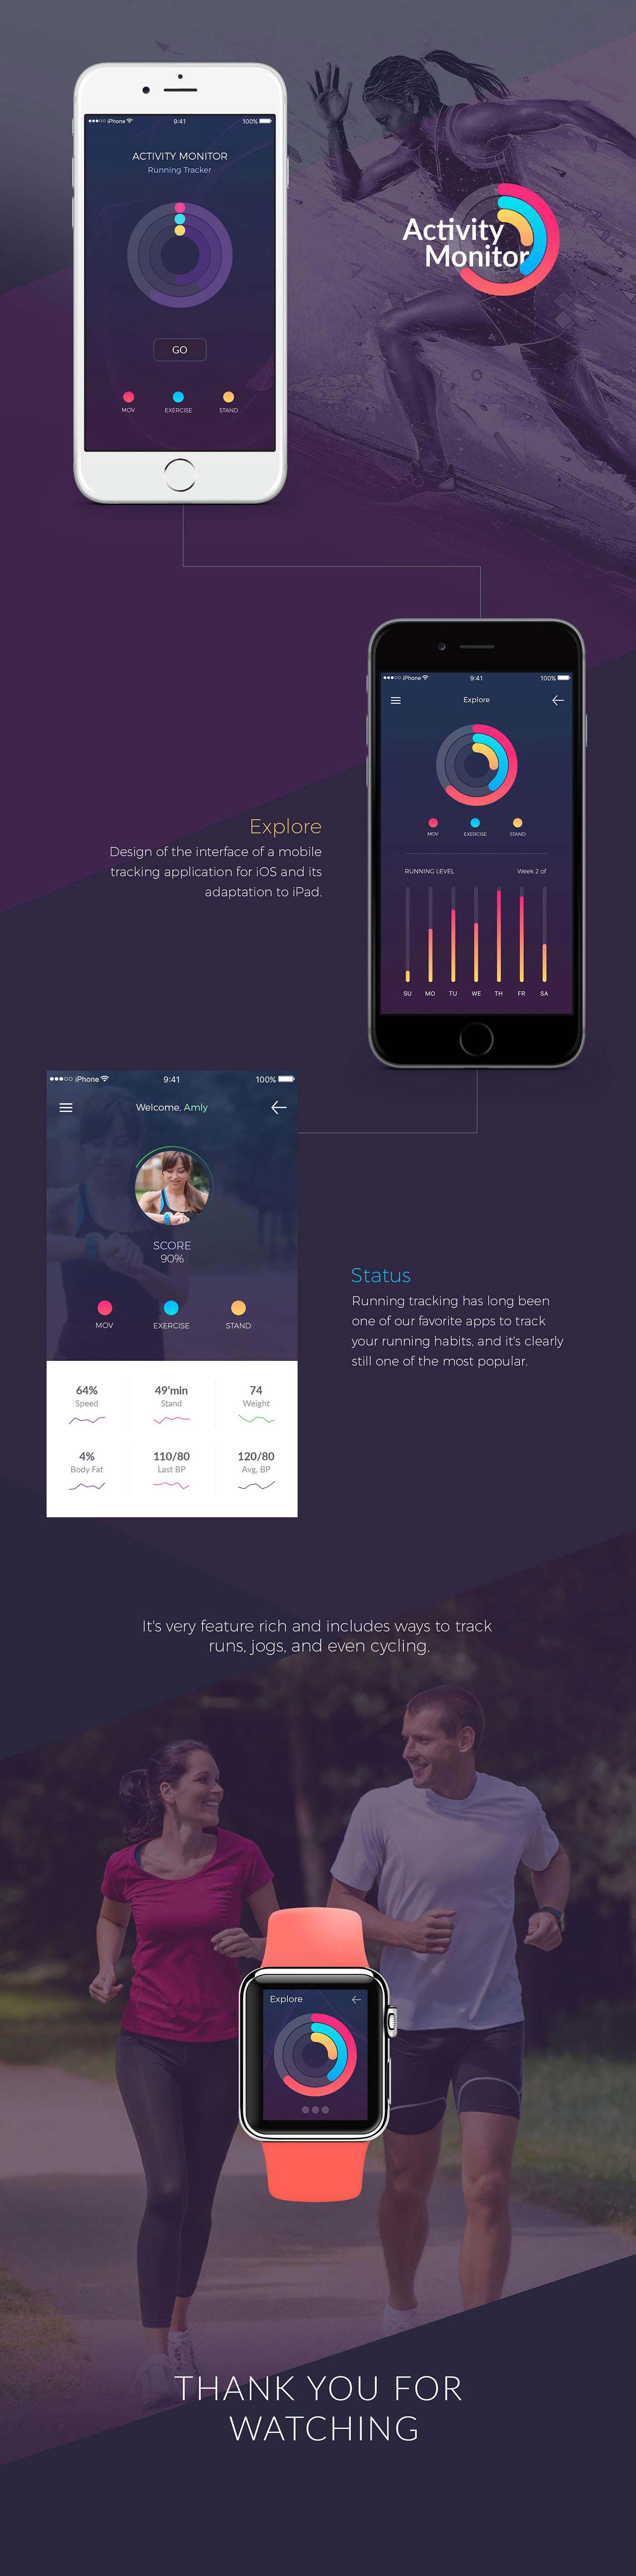 iPhone
9:41
100%
ACTIVITY MONITOR
Running Tracker
GO
MOV
EXERCISE
STAND
Activity
Monitor
iPhone
9:41
100%
Explore
MOV
EXERCISE
STAND
RUNNING LEVEL
Week 2 of
SU MO TU WE TH FR SA
Explore
Design of the interface of a mobile
tracking application for iOS and its
adaptation to iPad.
iPhone
9:41
100%
Welcome, Amly
SCORE
90%
MOV
EXERCISE
STAND
64% 49'min 74
Speed Stand Weight
4% 110/80 120/80
Body Fat Last BP Avg, BP
Status
Running tracking has long been
one of our favorite apps to track
your running habits, and it's clearly
still one of the most popular.
It's very feature rich and includes ways to track
runs, jogs, and even cycling.
Explore
THANK YOU FOR
WATCHING